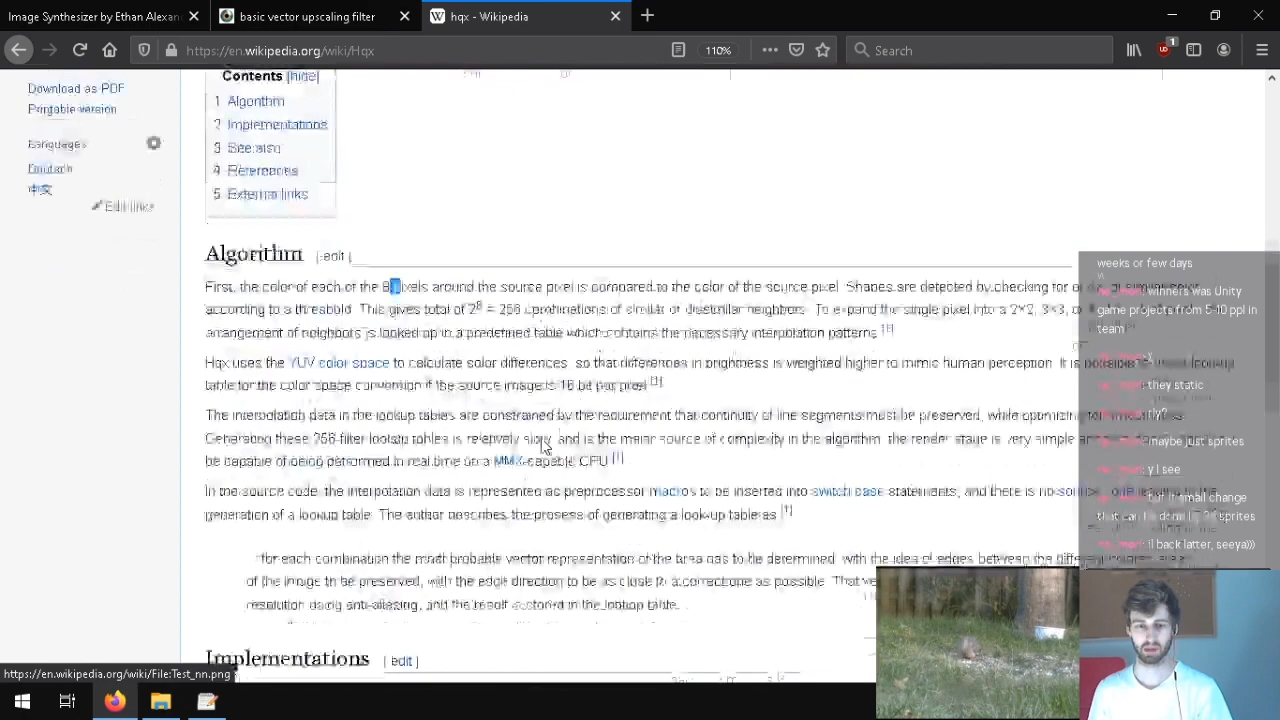 Image Synthesizer by Ethan Alexan
basic vector upscaling filter
hqx - Wikipedia
https://en.wikipedia.org/wiki/Hqx
110%
Search
1
Download as PDF
Printable version
Languages
Edit links
Contents [hide]
1 Algorithm
2 Implementations
3 See also
4 References
5 External links
Algorithm [ edit ]
First, the color of each of the 8 pixels around the source pixel is compared to the color of the source pixel. Shapes are detected by checking for
according to a threshold. This gives total of 2⁸ = 256 combinations of similar or dissimilar neighbors. To expand the single pixel into a 2×2, 3×3, o
arrangement of neighbors is looked up in a predefined table which contains the necessary interpolation patterns.
Hqx uses the YUV color space to calculate color differences, so that differences in brightness is weighted higher to mimic human perception. It is
table for the color space conversion if the source image is 16 bit per pixel
The interpolation data in the lookup tables are constrained by the requirement that continuity of line segments must be preserved, while optimizing for
Generating these 256-filter lookup tables is relatively slow, and is the major source of complexity in the algorithm: the render stage is very simple an
be capable of being performed in real time on a MMX-capable CPU.[1]
In the source code, the interpolation data is represented as preprocessor macros to be inserted into switch case statements, and there is no
generation of a lookup table. The author describes the process of generating a look-up table as:[1]
for each combination the most probable vector representation of the area has to be determined, with the idea of edges between the differ
of the image to be preserved, with the edge direction to be as close to a correct one as possible. That
resolution using anti-aliasing, and the result is stored in the lookup table.
Implementations [ edit ]
https://en.wikipedia.org/wiki/File:Test_nn.png
weeks or few days
: winners was Unity
game projects from 5-10 ppl in
team
: they static
: rly?
: maybe just sprites
: y I see
: but if small change
sprites
: il back latter, seeya)))